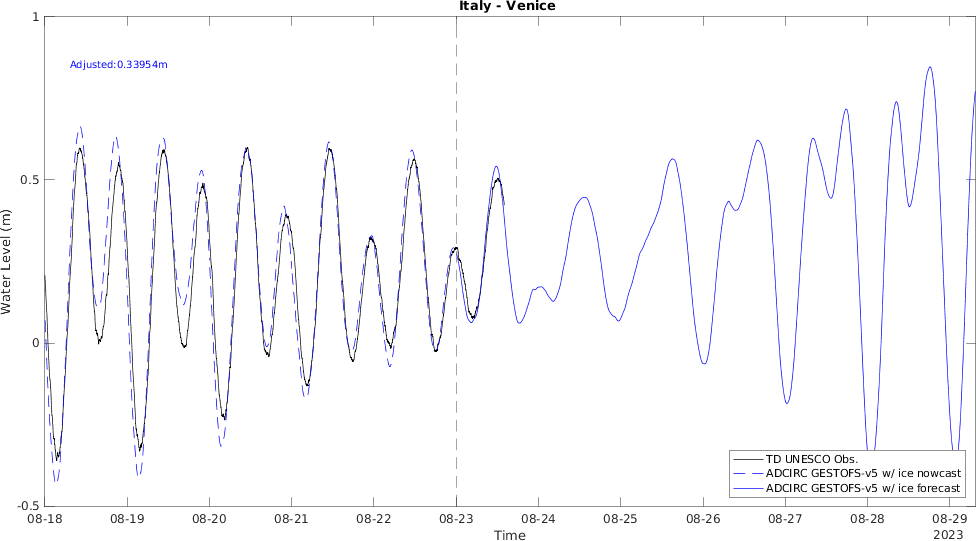 Italy - Venice
Adjusted:0.33954m
Water Level (m)
1
0.5
0
-0.5
08-18 08-19 08-20 08-21 08-22 08-23 08-24 08-25 08-26 08-27 08-28 08-29
Time
2023
TD UNESCO Obs.
ADCIRC GESTOFS-v5 w/ ice nowcast
ADCIRC GESTOFS-v5 w/ ice forecast